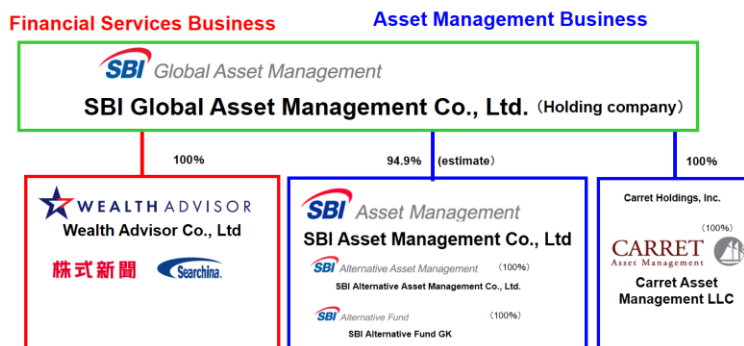 Financial Services Business
Asset Management Business
SBI Global Asset Management
SBI Global Asset Management Co., Ltd. (Holding company)
100%
94.9% (estimate)
100%
WEALTH ADVISOR
Wealth Advisor Co., Ltd
株式新聞 Searchina.
SBI Asset Management
SBI Asset Management Co., Ltd
SBI Alternative Asset Management (100%)
SBI Alternative Asset Management Co., Ltd.
SBI Alternative Fund (100%)
SBI Alternative Fund GK
Carret Holdings, Inc.
(100%)
CARRET
Asset Management
Carret Asset
Management LLC